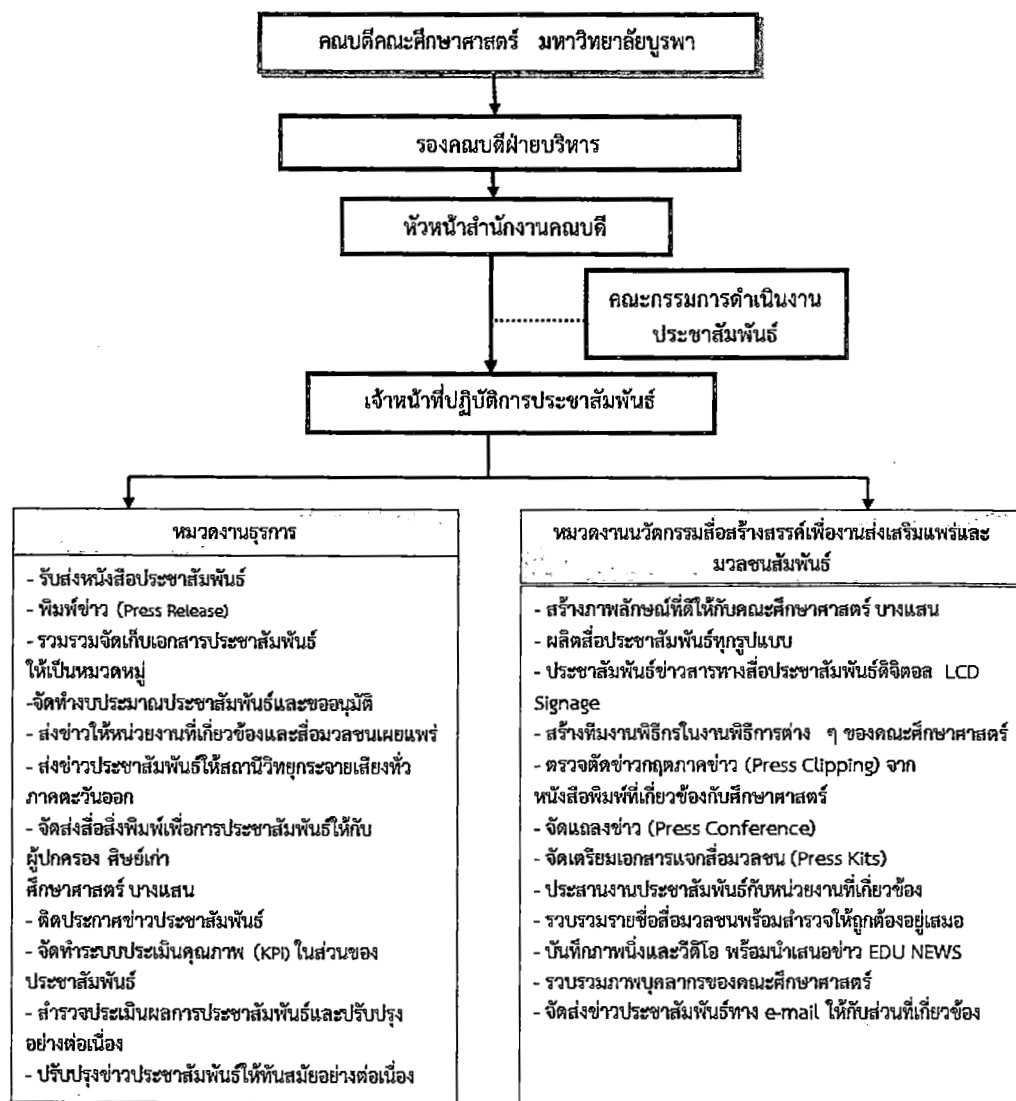 คณบดีคณะศึกษาศาสตร์ มหาวิทยาลัยบูรพา
รองคณบดีฝ่ายบริหาร
หัวหน้าสำนักงานคณบดี
คณะกรรมการดำเนินงาน
ประชาสัมพันธ์
เจ้าหน้าที่ปฏิบัติการประชาสัมพันธ์
หมวดงานธุรการ
- รับส่งหนังสือประชาสัมพันธ์
- พิมพ์ข่าว (Press Release)
- รวมรวมจัดเก็บเอกสารประชาสัมพันธ์
ให้เป็นหมวดหมู่
-จัดทำงบประมาณประชาสัมพันธ์และขออนุมัติ
- ส่งข่าวให้หน่วยงานที่เกี่ยวข้องและสื่อมวลชนเผยแพร่
- ส่งข่าวประชาสัมพันธ์ให้สถานีวิทยุกระจายเสียงทั่ว
ภาคตะวันออก
- จัดส่งสื่อสิ่งพิมพ์เพื่อการประชาสัมพันธ์ให้กับ
ผู้ปกครอง ศิษย์เก่า
ศึกษาศาสตร์ บางแสน
- ติดประกาศข่าวประชาสัมพันธ์
- จัดทำระบบประเมินคุณภาพ (KPI) ในส่วนของ
ประชาสัมพันธ์
- สำรวจประเมินผลการประชาสัมพันธ์และปรับปรุง
อย่างต่อเนื่อง
- ปรับปรุงข่าวประชาสัมพันธ์ให้ทันสมัยอย่างต่อเนื่อง
หมวดงานนวัตกรรมสื่อสร้างสรรค์เพื่องานส่งเสริมแพร่และ
มวลชนสัมพันธ์
- สร้างภาพลักษณ์ที่ดีให้กับคณะศึกษาศาสตร์ บางแสน
- ผลิตสื่อประชาสัมพันธ์ทุกรูปแบบ
- ประชาสัมพันธ์ข่าวสารทางสื่อประชาสัมพันธ์ดิจิตอล LCD
Signage
- สร้างทีมงานพิธีกรในงานพิธีการต่าง ๆ ของคณะศึกษาศาสตร์
- ตรวจตัดข่าวกฤตภาคข่าว (Press Clipping) จาก
หนังสือพิมพ์ที่เกี่ยวข้องกับศึกษาศาสตร์
- จัดแถลงข่าว (Press Conference)
- จัดเตรียมเอกสารแจกสื่อมวลชน (Press Kits)
- ประสานงานประชาสัมพันธ์กับหน่วยงานที่เกี่ยวข้อง
- รวบรวมรายชื่อสื่อมวลชนพร้อมสำรวจให้ถูกต้องอยู่เสมอ
- บันทึกภาพนิ่งและวีดิโอ พร้อมนำเสนอข่าว EDU NEWS
- รวบรวมภาพบุคลากรของคณะศึกษาศาสตร์
- จัดส่งข่าวประชาสัมพันธ์ทาง e-mail ให้กับส่วนที่เกี่ยวข้อง